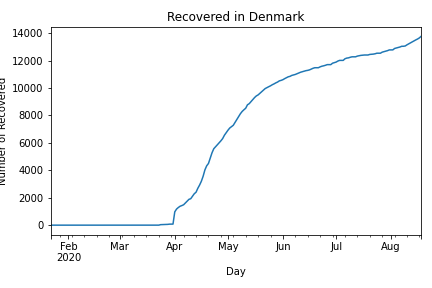 Recovered in Denmark
Number of Recovered
14000
12000
10000
8000
6000
4000
2000
0
Feb
2020
Mar
Apr
May
Jun
Jul
Aug
Day